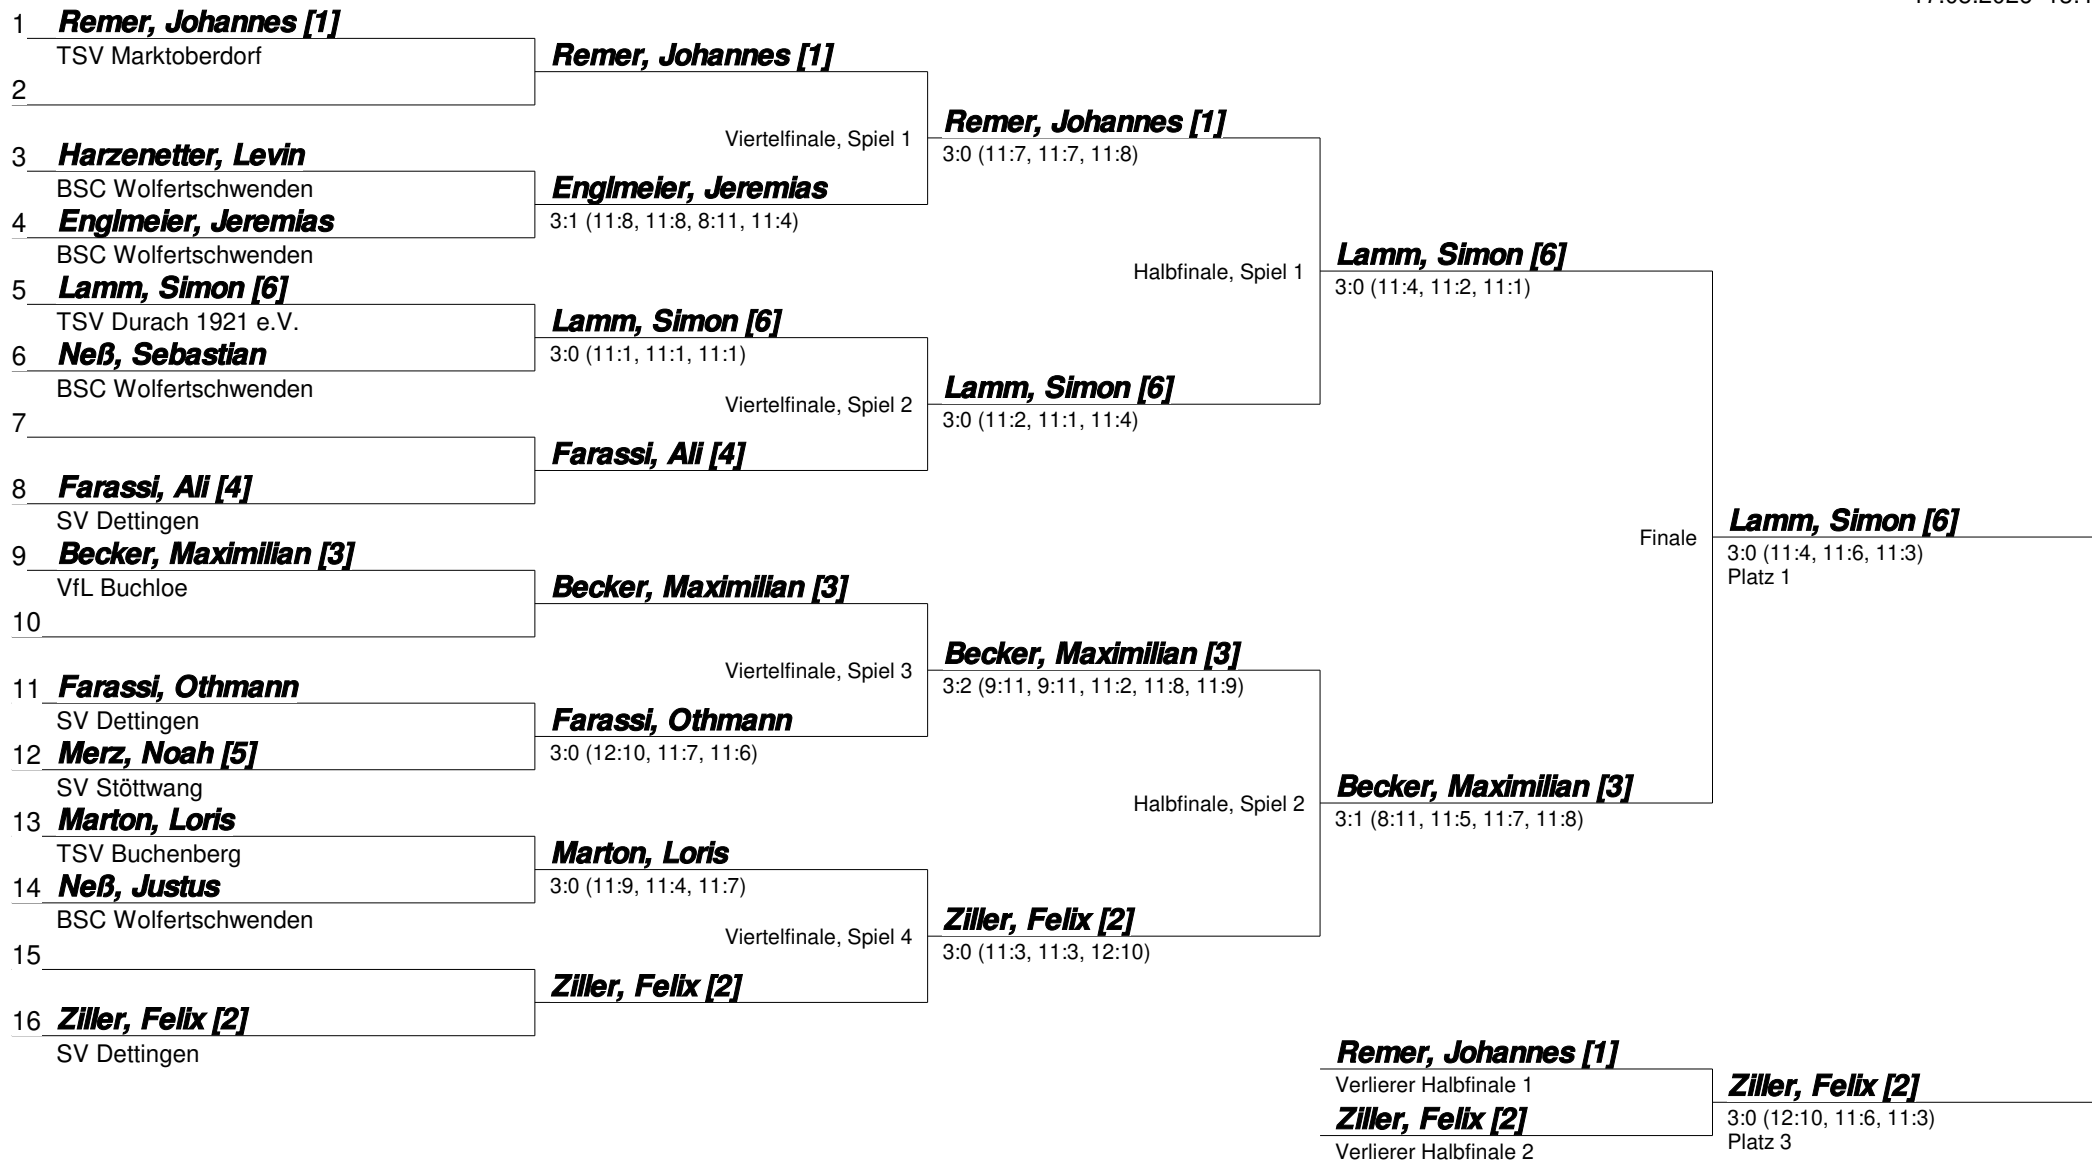 1 Remer, Johannes [1]
TSV Marktoberdorf
2
3 Harzenetter, Levin
BSC Wolfertschwenden
4 Englmeier, Jeremias
BSC Wolfertschwenden
5 Lamm, Simon [6]
TSV Durach 1921 e.V.
6 Neß, Sebastian
BSC Wolfertschwenden
7
8 Farassi, Ali [4]
SV Dettingen
9 Becker, Maximilian [3]
VfL Buchloe
10
11 Farassi, Othmann
SV Dettingen
12 Merz, Noah [5]
SV Stöttwang
13 Marton, Loris
TSV Buchenberg
14 Neß, Justus
BSC Wolfertschwenden
15
16 Ziller, Felix [2]
SV Dettingen
Remer, Johannes [1]
Viertelfinale, Spiel 1
Englmeier, Jeremias
3:1 (11:8, 11:8, 8:11, 11:4)
Lamm, Simon [6]
3:0 (11:1, 11:1, 11:1)
Viertelfinale, Spiel 2
Farassi, Ali [4]
Becker, Maximilian [3]
Viertelfinale, Spiel 3
Farassi, Othmann
3:0 (12:10, 11:7, 11:6)
Marton, Loris
3:0 (11:9, 11:4, 11:7)
Viertelfinale, Spiel 4
Ziller, Felix [2]
Remer, Johannes [1]
3:0 (11:7, 11:7, 11:8)
Halbfinale, Spiel 1
Lamm, Simon [6]
3:0 (11:2, 11:1, 11:4)
Becker, Maximilian [3]
3:2 (9:11, 9:11, 11:2, 11:8, 11:9)
Halbfinale, Spiel 2
Ziller, Felix [2]
3:0 (11:3, 11:3, 12:10)
Lamm, Simon [6]
3:0 (11:4, 11:2, 11:1)
Finale
Becker, Maximilian [3]
3:1 (8:11, 11:5, 11:7, 11:8)
Lamm, Simon [6]
3:0 (11:4, 11:6, 11:3)
Platz 1
Remer, Johannes [1]
Verlierer Halbfinale 1
Ziller, Felix [2]
Verlierer Halbfinale 2
Ziller, Felix [2]
3:0 (12:10, 11:6, 11:3)
Platz 3